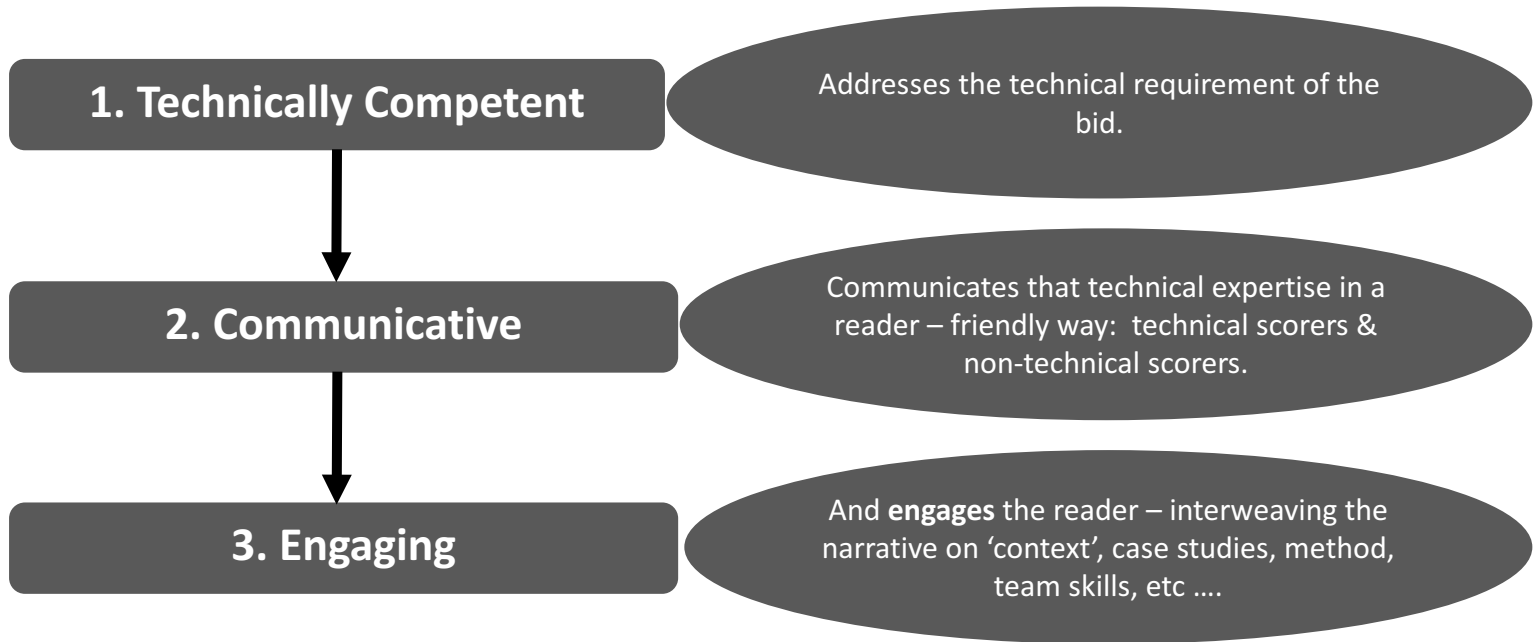 1. Technically Competent
Addresses the technical requirement of the
bid.
2. Communicative
Communicates that technical expertise in a
reader – friendly way:  technical scorers &
non-technical scorers.
3. Engaging
And engages the reader – interweaving the
narrative on ‘context’, case studies, method,
team skills, etc ….